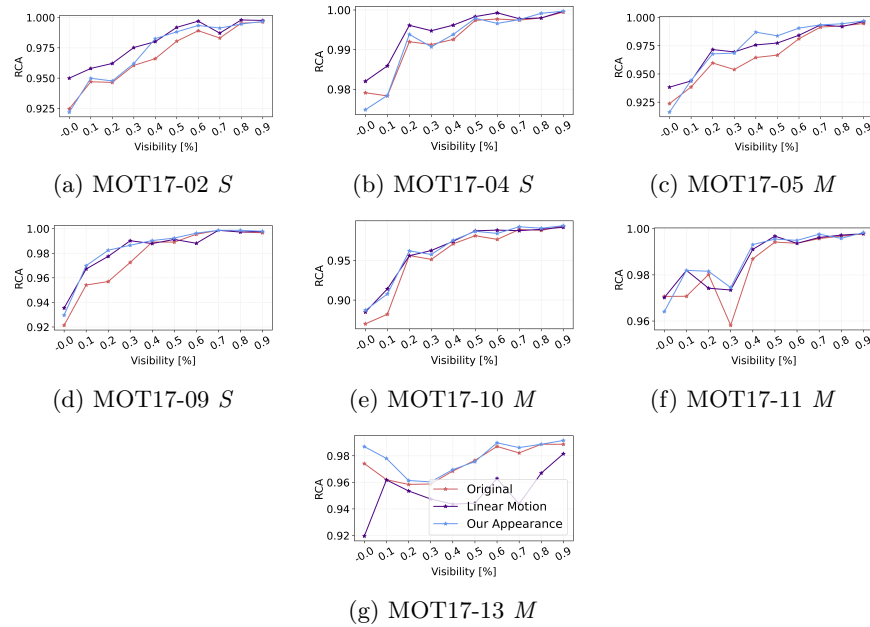 1.000
0.975
0.950
0.925
RCA
-0.0 0.1 0.2 0.3 0.4 0.5 0.6 0.7 0.8 0.9
Visibility [%]
(a) MOT17-02 S
1.00
0.99
0.98
RCA
-0.0 0.1 0.2 0.3 0.4 0.5 0.6 0.7 0.8 0.9
Visibility [%]
(b) MOT17-04 S
1.000
0.975
0.950
0.925
RCA
-0.0 0.1 0.2 0.3 0.4 0.5 0.6 0.7 0.8 0.9
Visibility [%]
(c) MOT17-05 M
1.00
0.98
0.96
0.94
0.92
RCA
-0.0 0.1 0.2 0.3 0.4 0.5 0.6 0.7 0.8 0.9
Visibility [%]
(d) MOT17-09 S
0.95
0.90
RCA
-0.0 0.1 0.2 0.3 0.4 0.5 0.6 0.7 0.8 0.9
Visibility [%]
(e) MOT17-10 M
1.00
0.98
0.96
RCA
-0.0 0.1 0.2 0.3 0.4 0.5 0.6 0.7 0.8 0.9
Visibility [%]
(f) MOT17-11 M
0.98
0.96
0.94
0.92
RCA
Original
Linear Motion
Our Appearance
-0.0 0.1 0.2 0.3 0.4 0.5 0.6 0.7 0.8 0.9
Visibility [%]
(g) MOT17-13 M